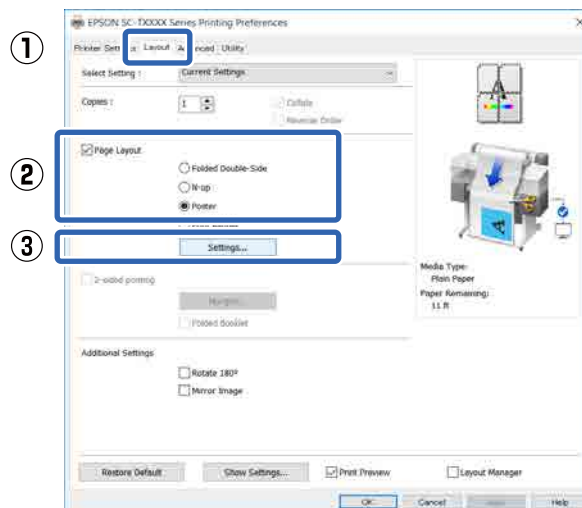 EPSON SC-TXXXX Series Printing Preferences
①
Layout
Utility
Select Setting :
Current Settings
Copies :
1
Collate
Reverse Order
②
Page Layout
Folded Double-Side
N-up
Poster
③
Settings...
2-sided printing
Margins...
Folded Booklet
Media Type:
Plain Paper
Paper Remaining:
11 ft
Additional Settings
Rotate 180º
Mirror Image
Restore Default
Show Settings...
Print Preview
Layout Manager
OK
Cancel
Help